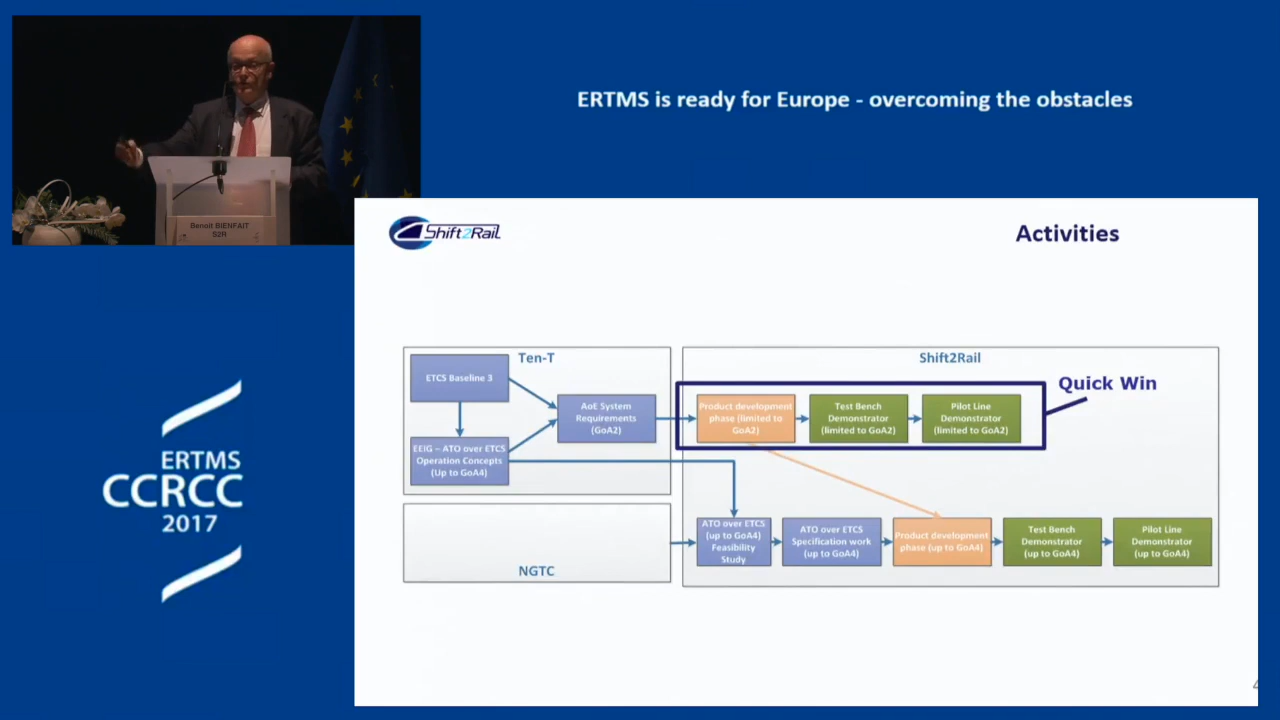 ERTMS is ready for Europe - overcoming the obstacles
Benoit BIENFAIT
S2R
Shift2Rail
Activities
Ten-T
ETCS Baseline 3
AoE System
Requirements
(GoA2)
EEIG – ATO over ETCS
Operation Concepts
(Up to GoA4)
NGTC
Shift2Rail
Quick Win
Product development
phase (limited to
GoA2)
Test Bench
Demonstrator
(limited to GoA2)
Pilot Line
Demonstrator
(limited to GoA2)
ATO over ETCS
(up to GoA4)
Feasibility
Study
ATO over ETCS
Specification work
(up to GoA4)
Product development
phase (up to GoA4)
Test Bench
Demonstrator
(up to GoA4)
Pilot Line
Demonstrator
(up to GoA4)
ERTMS
CCRCC
2017